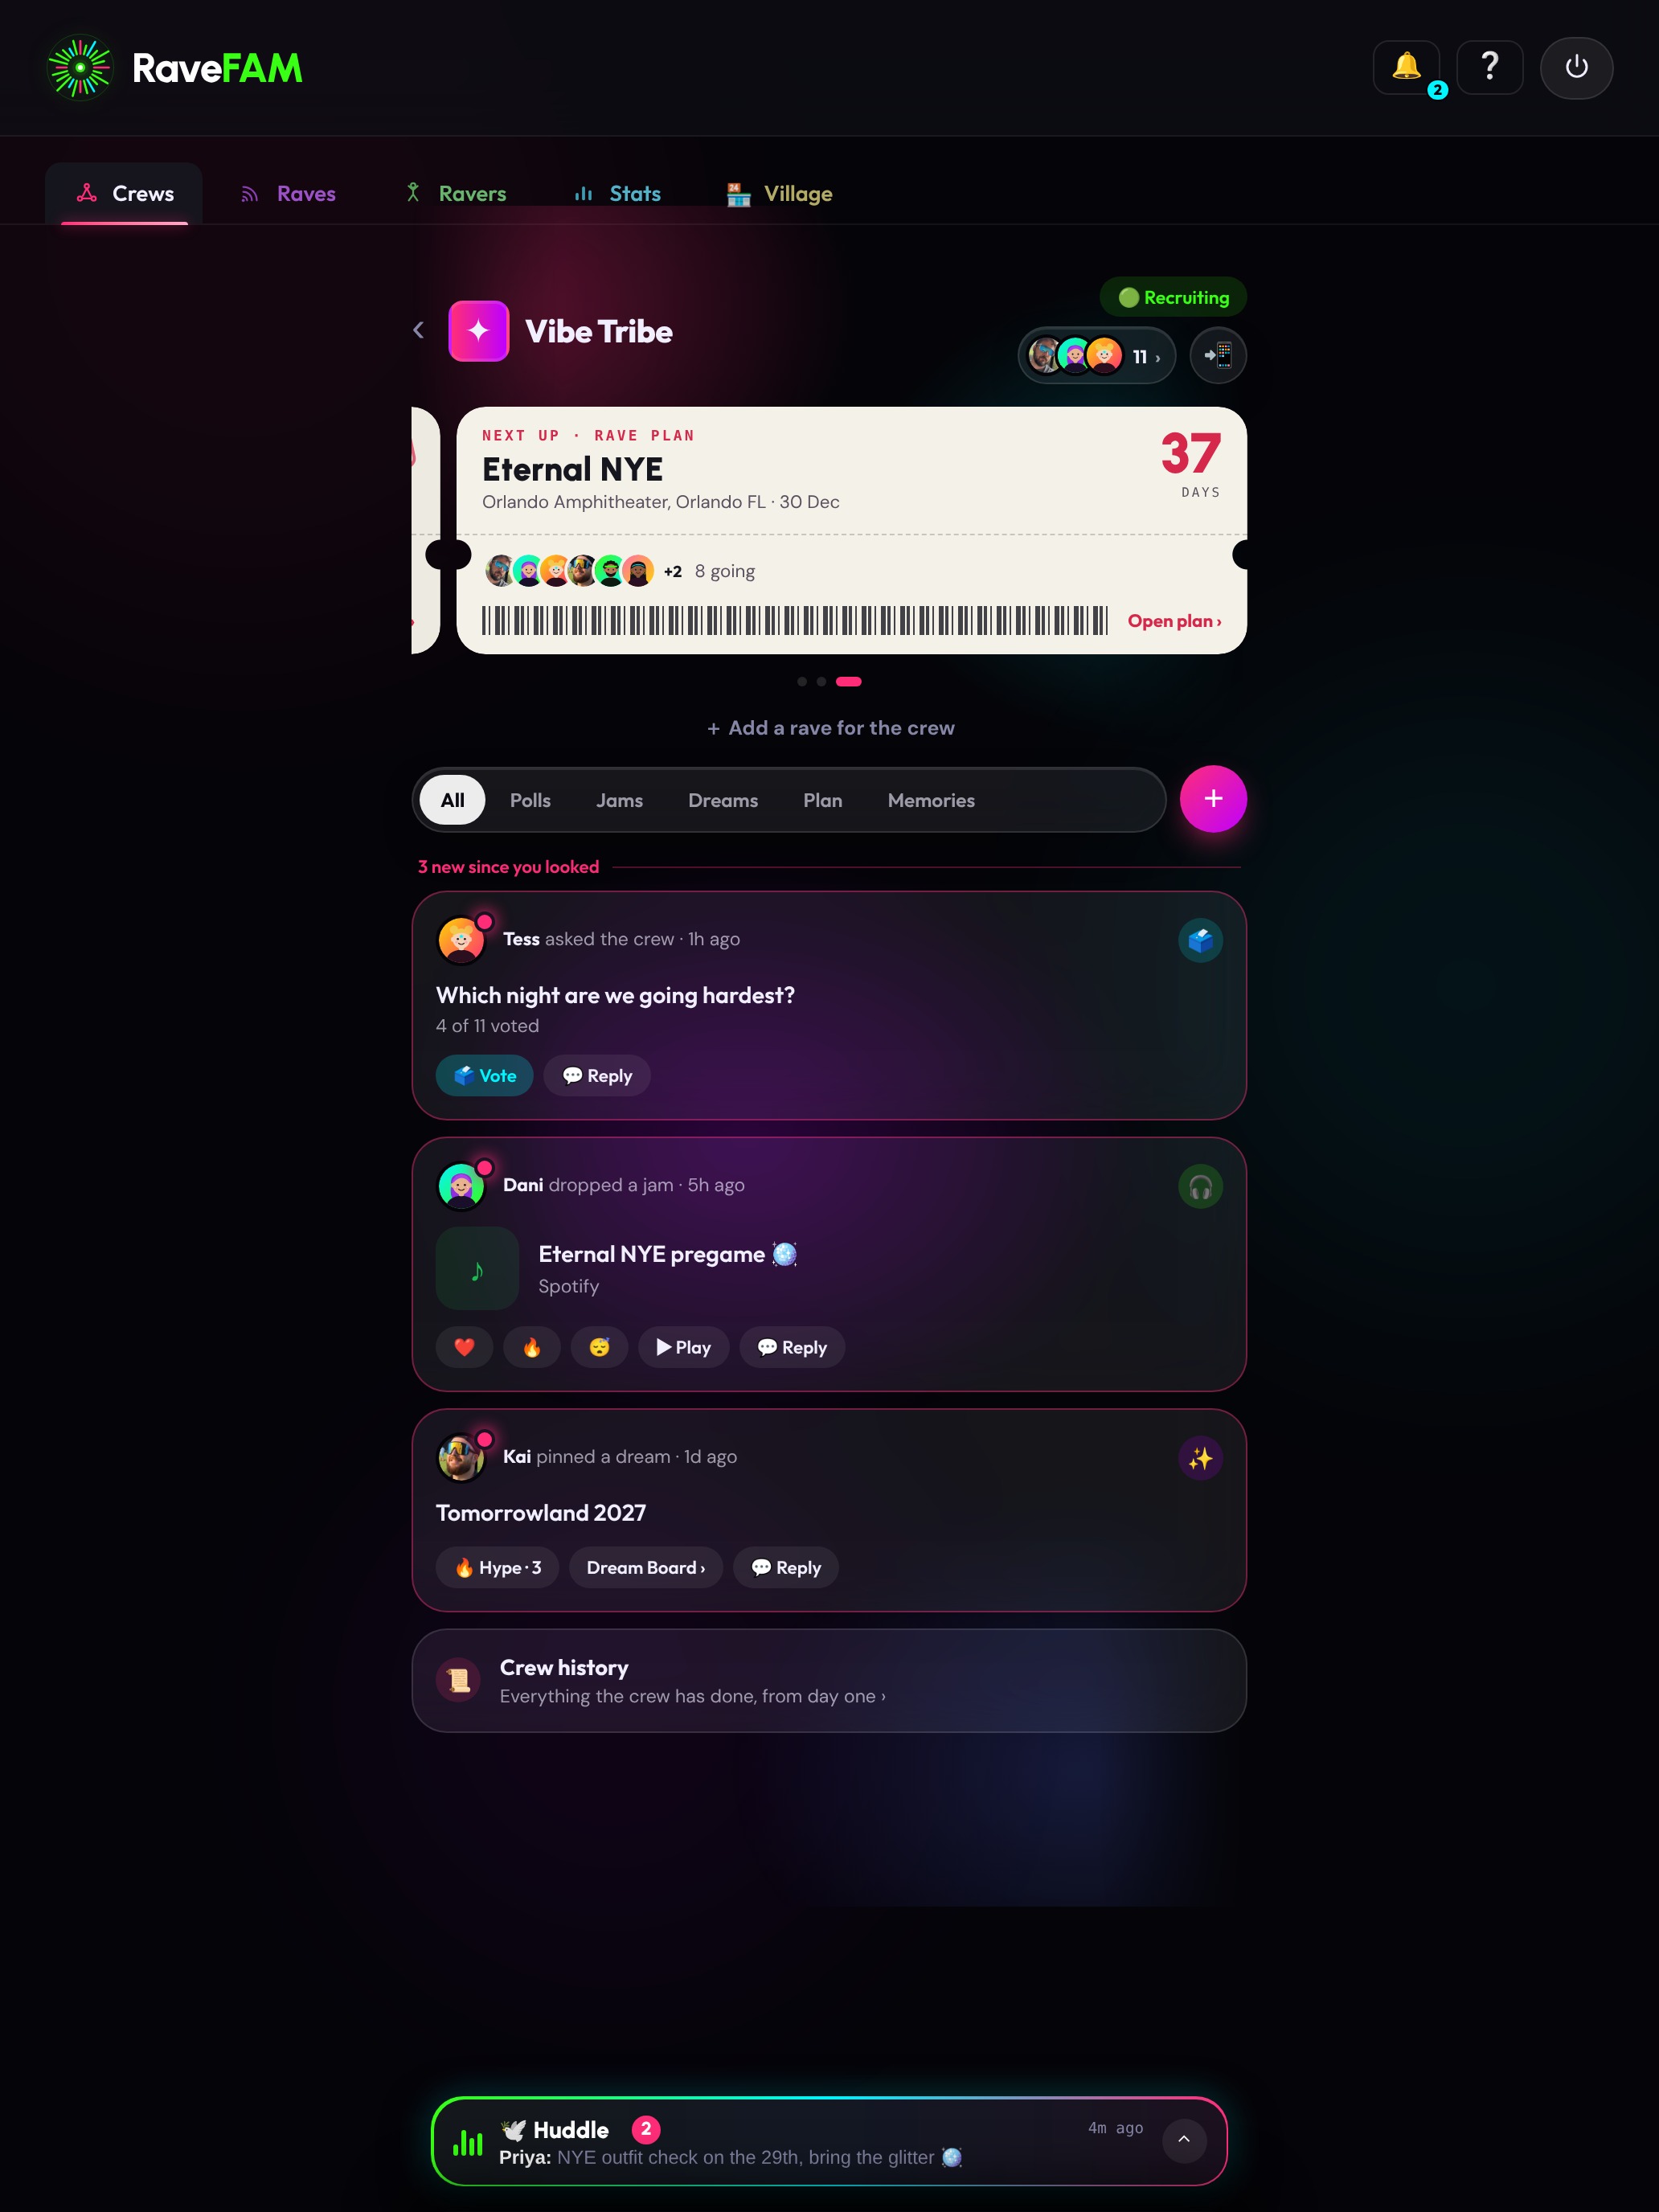 RaveFAM
2
?
Crews
Raves
Ravers
Stats
Village
Recruiting
‹
Vibe Tribe
11 ›
NEXT UP · RAVE PLAN
Eternal NYE
Orlando Amphitheater, Orlando FL · 30 Dec
37
DAYS
+2 8 going
Open plan ›
+ Add a rave for the crew
All
Polls
Jams
Dreams
Plan
Memories
+
3 new since you looked
Tess asked the crew · 1h ago
Which night are we going hardest?
4 of 11 voted
🗳️ Vote
💬 Reply
Dani dropped a jam · 5h ago
♪
Eternal NYE pregame 🪩
Spotify
❤️
🔥
😴
▶ Play
💬 Reply
Kai pinned a dream · 1d ago
Tomorrowland 2027
🔥 Hype · 3
Dream Board ›
💬 Reply
Crew history
Everything the crew has done, from day one ›
🕊️ Huddle 2
4m ago
Priya: NYE outfit check on the 29th, bring the glitter 🪩